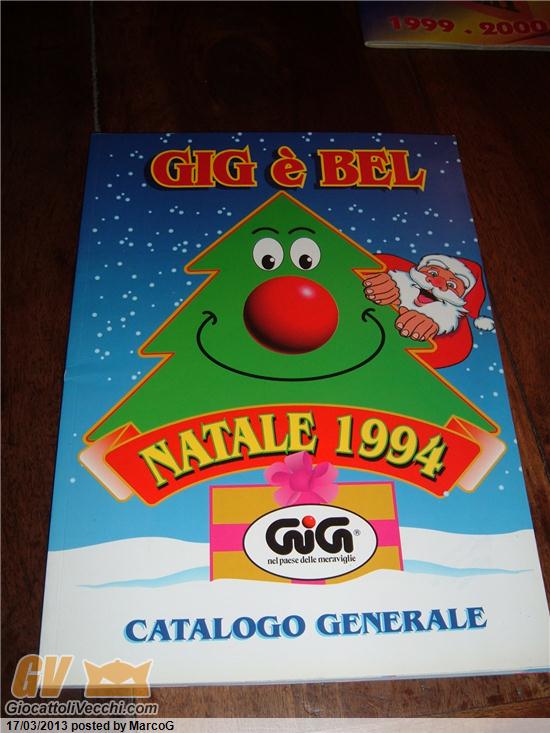 1999 - 2000
GIG è BEL
NATALE 1994
GiG®
nel paese delle meraviglie
CATALOGO GENERALE
GV
GiocattoliVecchi.com
17/03/2013 posted by MarcoG